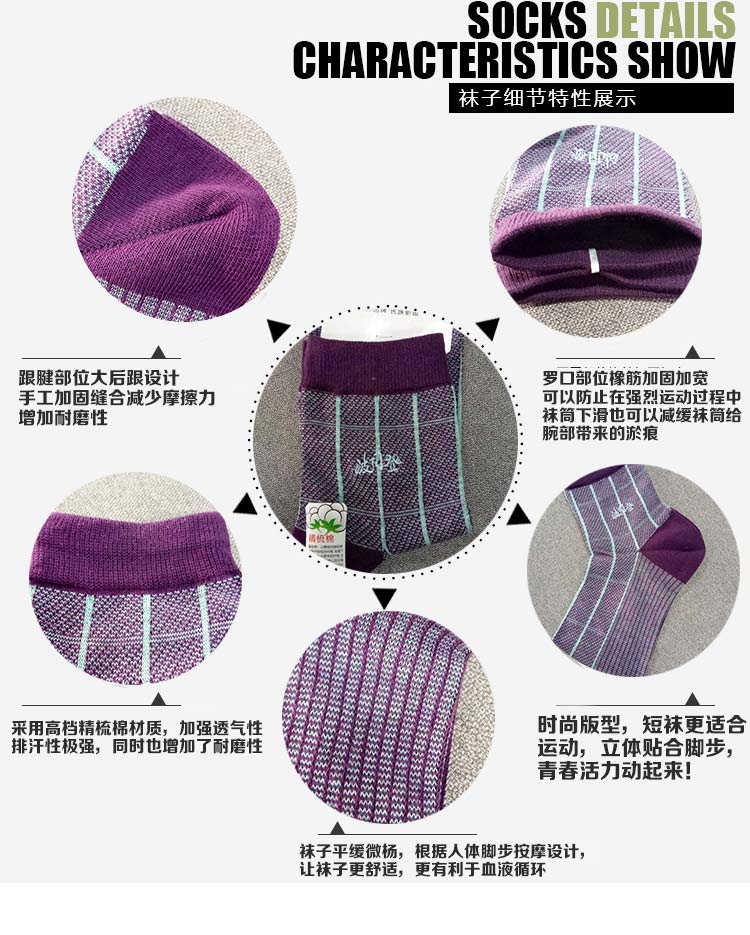 SOCKS DETAILS
CHARACTERISTICS SHOW
袜子细节特性展示
跟腱部位大后跟设计
手工加固缝合减少摩擦力
增加耐磨性
罗口部位橡筋加固加宽
可以防止在强烈运动过程中
袜筒下滑也可以减缓袜筒给
腕部带来的淤痕
精梳棉
采用高档精梳棉材质，加强透气性
排汗性极强，同时也增加了耐磨性
时尚版型，短袜更适合
运动，立体贴合脚步，
青春活力动起来！
袜子平缓微杨，根据人体脚步按摩设计，
让袜子更舒适，更有利于血液循环